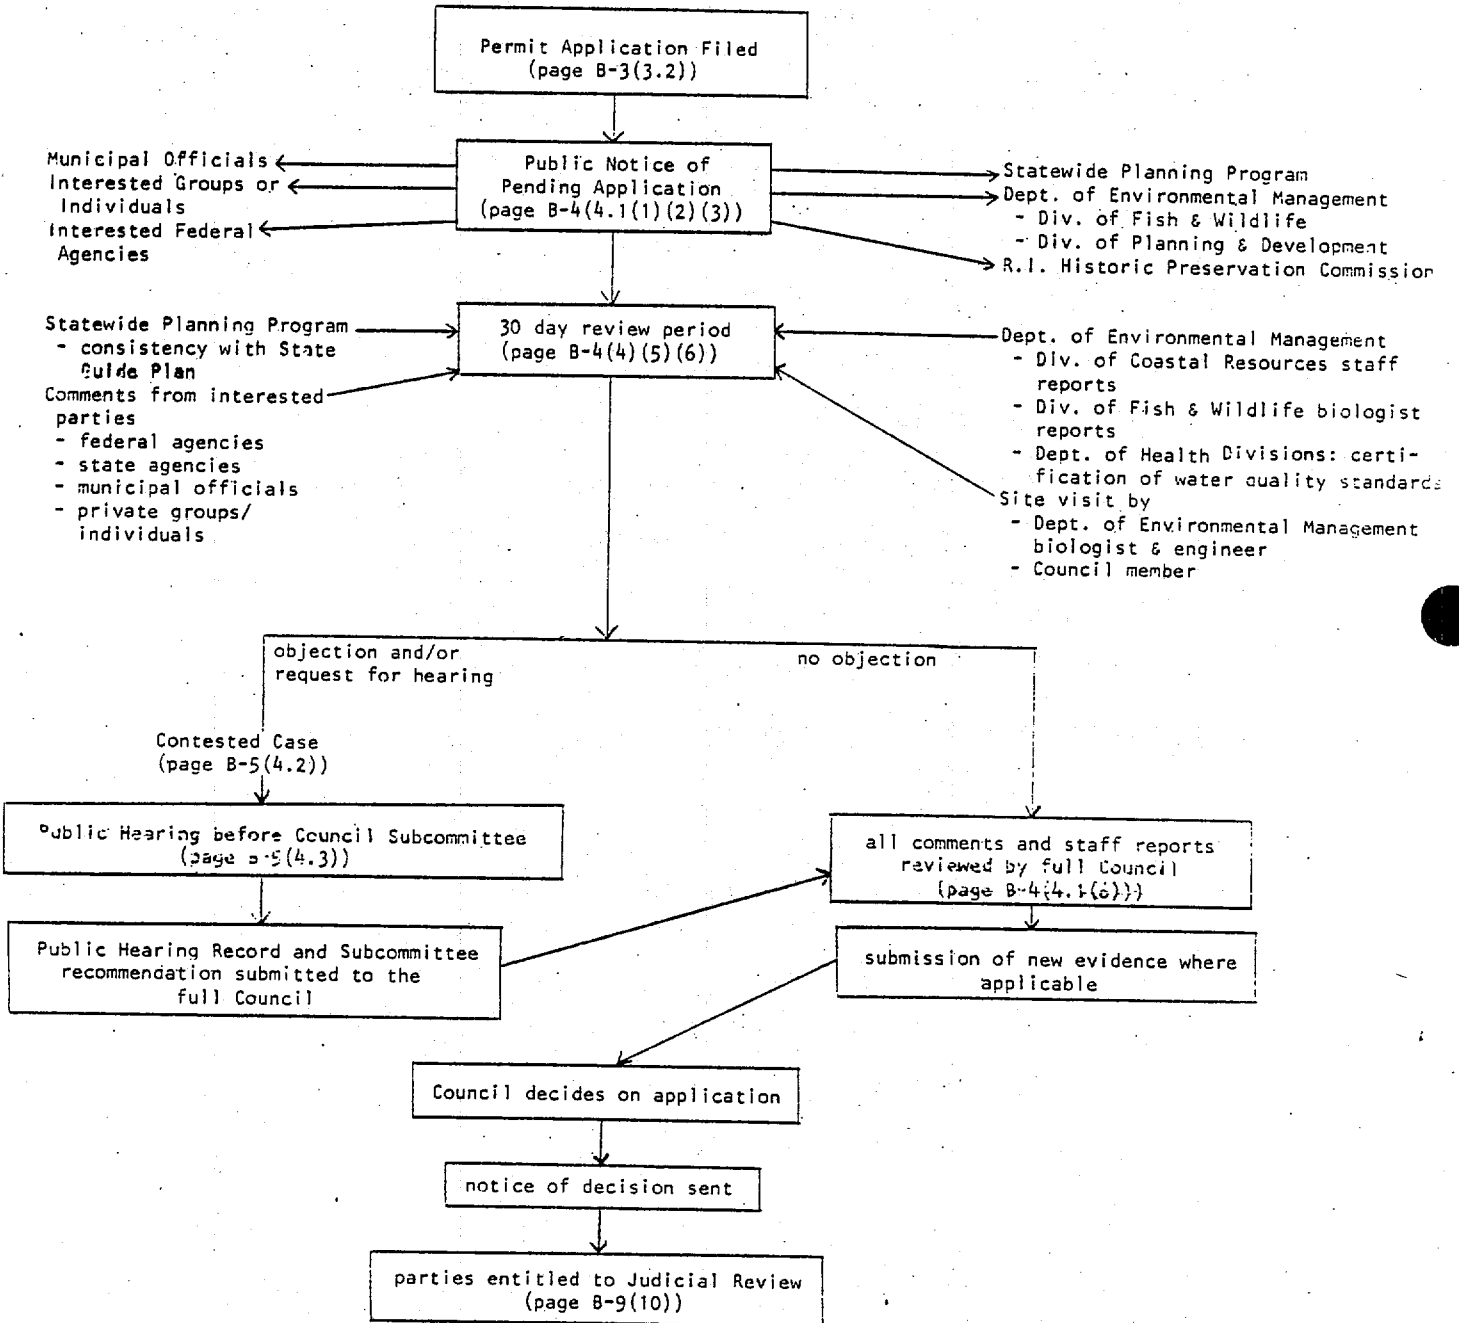 Permit Application Filed
(page B-3(3.2))
Municipal Officials
Interested Groups or
Individuals
Interested Federal
Agencies
Public Notice of
Pending Application
(page B-4(4.1(1)(2)(3))
Statewide Planning Program
Dept. of Environmental Management
- Div. of Fish & Wildlife
- Div. of Planning & Development
R.I. Historic Preservation Commission
Statewide Planning Program
- consistency with State
Guide Plan
Comments from interested
parties
- federal agencies
- state agencies
- municipal officials
- private groups/
individuals
30 day review period
(page B-4(4)(5)(6))
Dept. of Environmental Management
- Div. of Coastal Resources staff
reports
- Div. of Fish & Wildlife biologist
reports
- Dept. of Health Divisions: certi-
fication of water quality standards
Site visit by
- Dept. of Environmental Management
biologist & engineer
- Council member
objection and/or
request for hearing
no objection
Contested Case
(page B-5(4.2))
Public Hearing before Council Subcommittee
(page B-5(4.3))
Public Hearing Record and Subcommittee
recommendation submitted to the
full Council
all comments and staff reports
reviewed by full Council
(page B-4(4.1(6)))
submission of new evidence where
applicable
Council decides on application
notice of decision sent
parties entitled to Judicial Review
(page B-9(10))